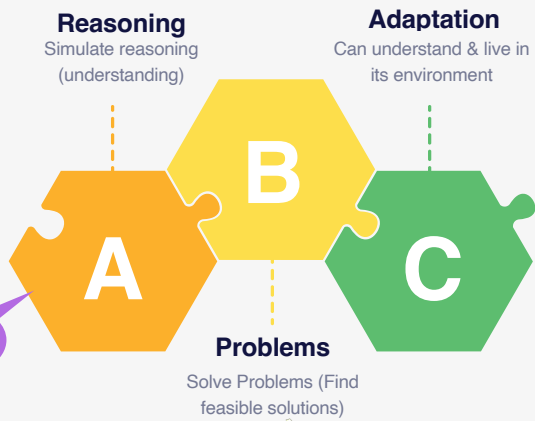 Reasoning
Simulate reasoning
(understanding)
Adaptation
Can understand & live in
its environment
A
B
C
Problems
Solve Problems (Find
feasible solutions)